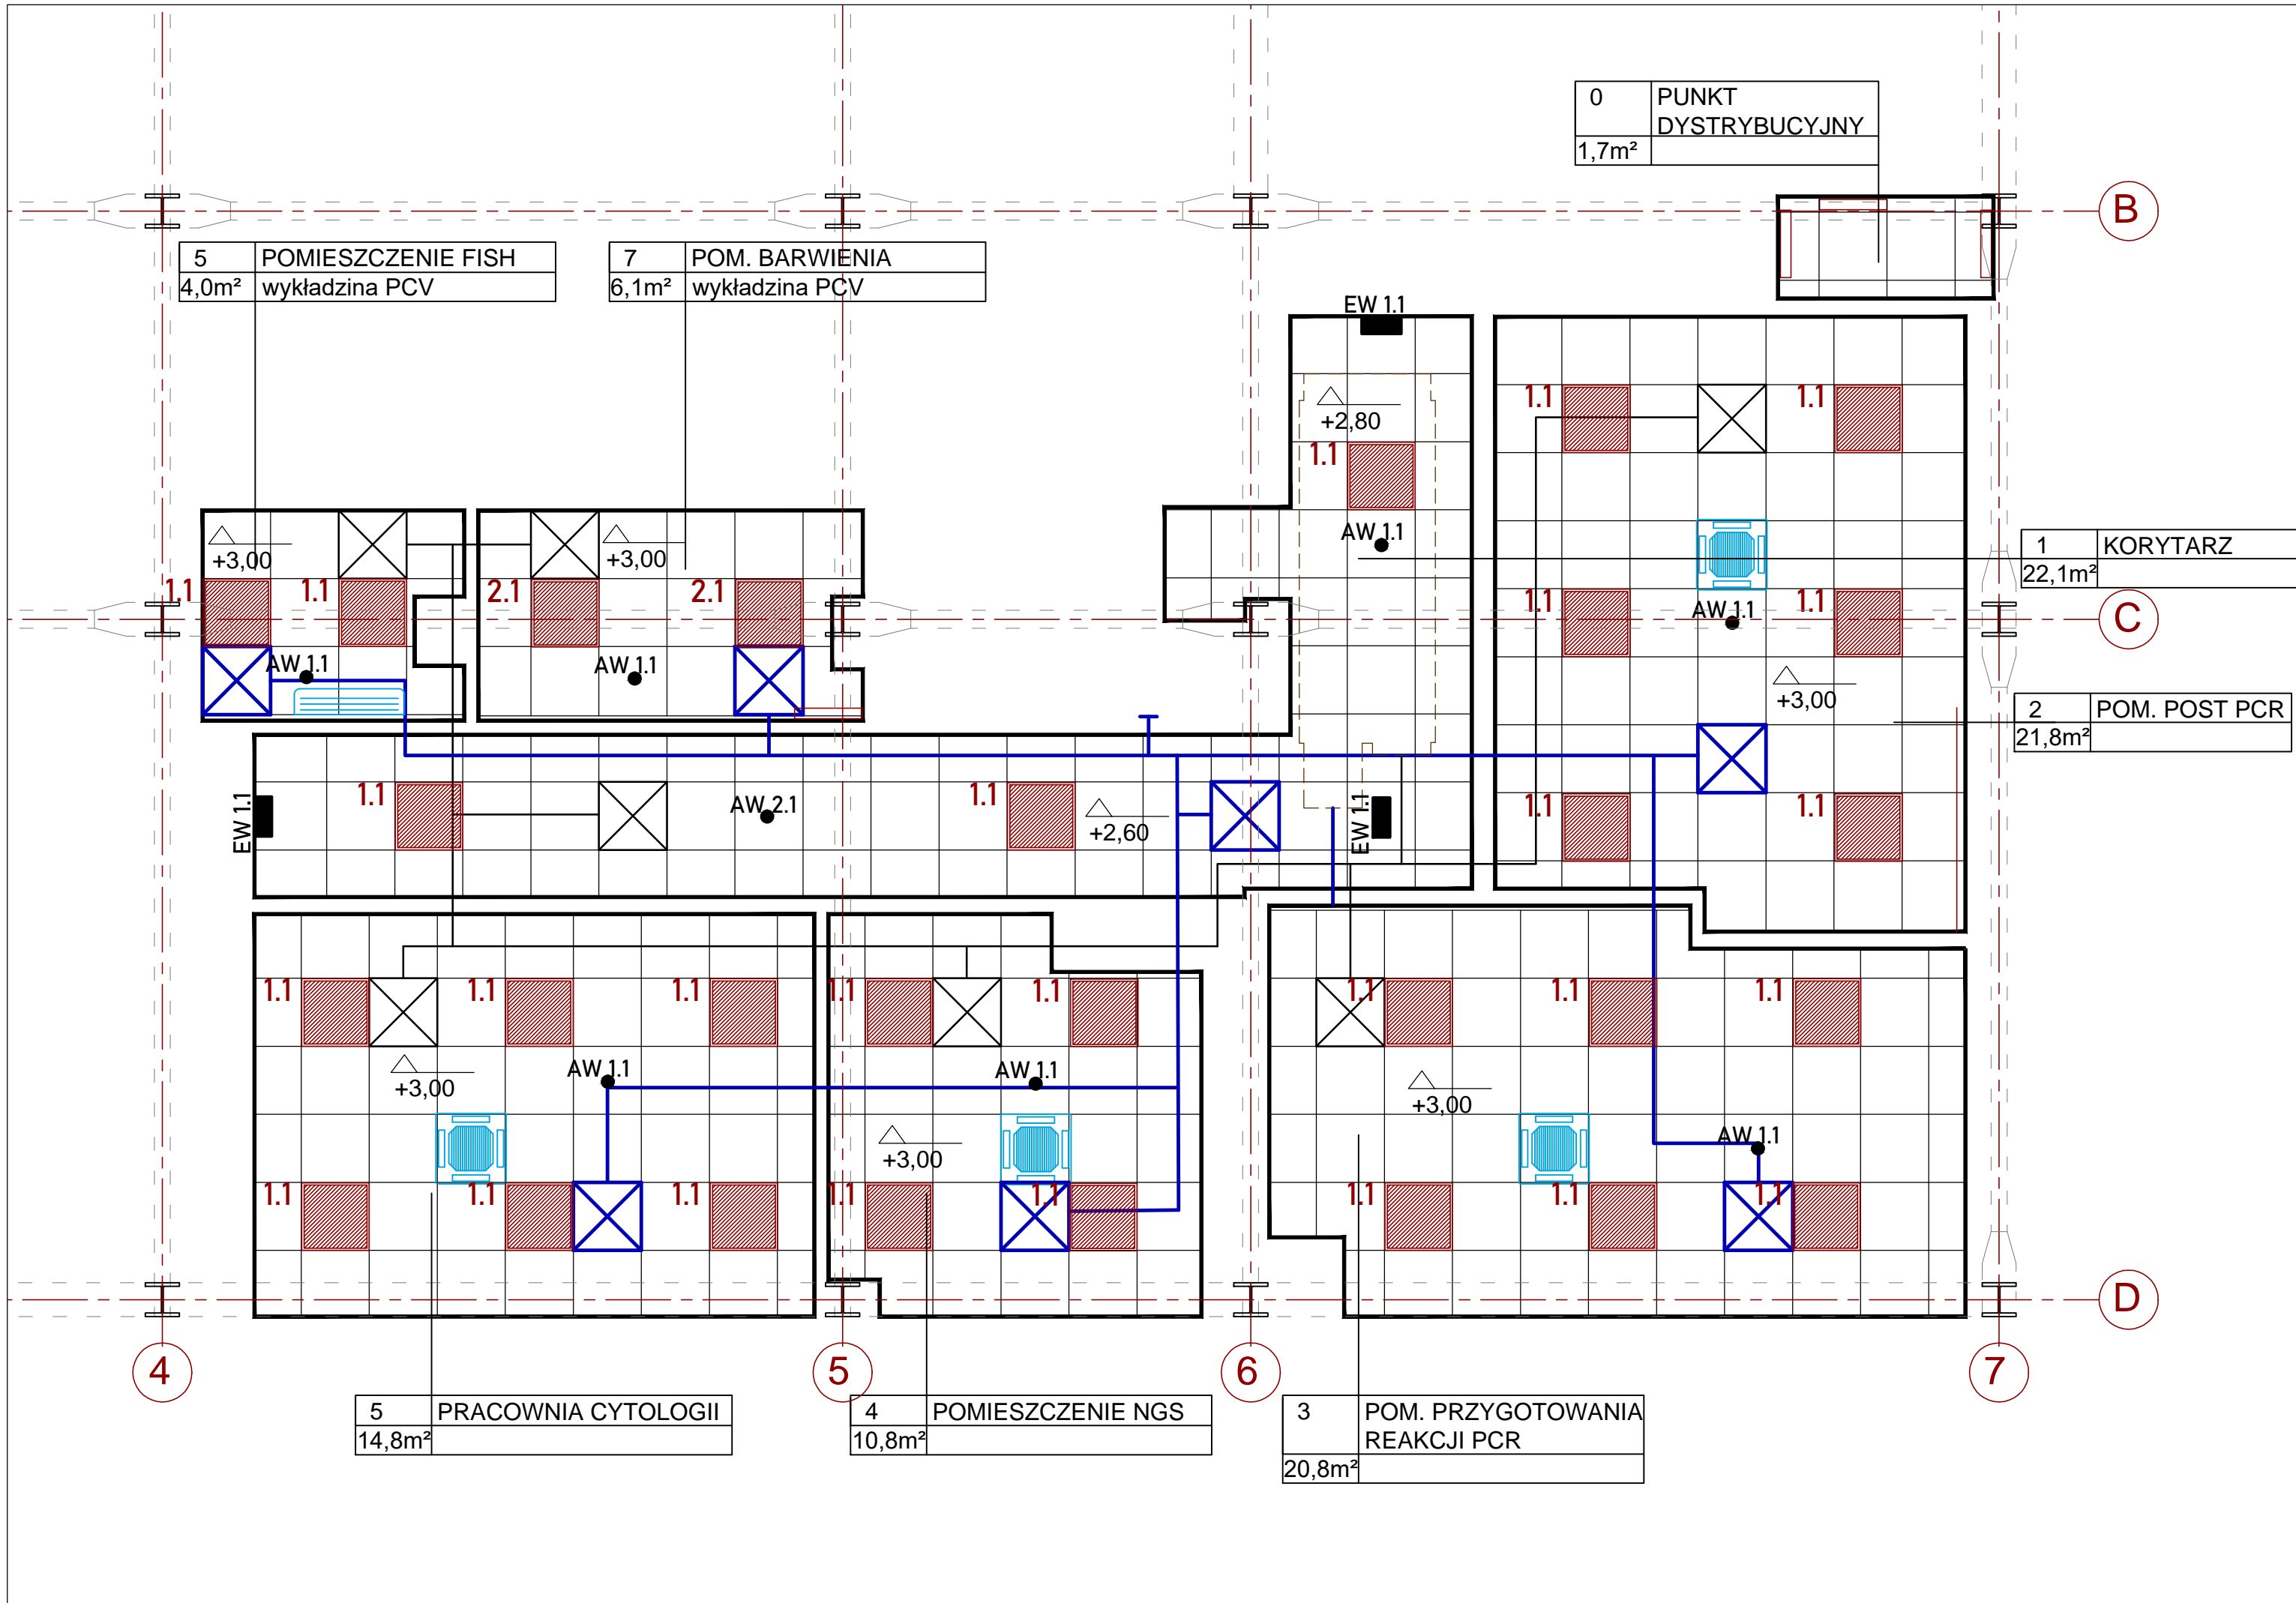 0 PUNKT
DYSTRYBUCYJNY
1,7m²
B
5 POMIESZCZENIE FISH
4,0m² wykładzina PCV
7 POM. BARWIENIA
6,1m² wykładzina PCV
EW 1.1
+2,80
1.1
AW 1.1
1.1
1.1
1 KORYTARZ
22,1m²
+3,00
1.1
1.1
AW 1.1
+3,00
2.1
2.1
AW 1.1
1.1
1.1
AW 1.1
C
+3,00
2 POM. POST PCR
21,8m²
EW 1.1
1.1
AW 2.1
1.1
+2,60
EW 1.1
1.1
1.1
1.1
1.1
1.1
+3,00
AW 1.1
1.1
1.1
1.1
1.1
1.1
AW 1.1
+3,00
1.1
1.1
1.1
1.1
1.1
+3,00
AW 1.1
1.1
1.1
1.1
D
4
5
6
7
5 PRACOWNIA CYTOLOGII
14,8m²
4 POMIESZCZENIE NGS
10,8m²
3 POM. PRZYGOTOWANIA
REAKCJI PCR
20,8m²